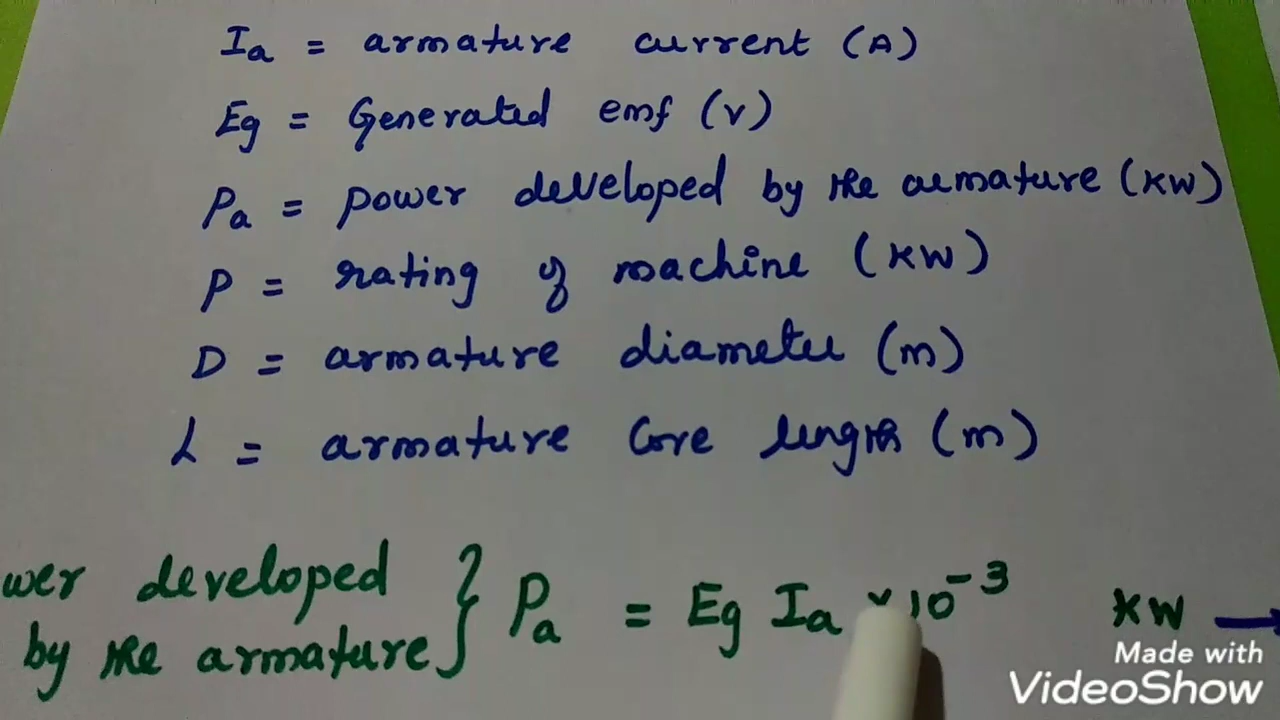 Ia = armature current (A)
Eg = Generated emf (V)
Pa = power developed by the armature (KW)
P = rating of machine (KW)
D = armature diameter (m)
L = armature Core length (m)
wer developed
by the armature } Pa = Eg Ia × 10⁻³ KW →
Made with
VideoShow